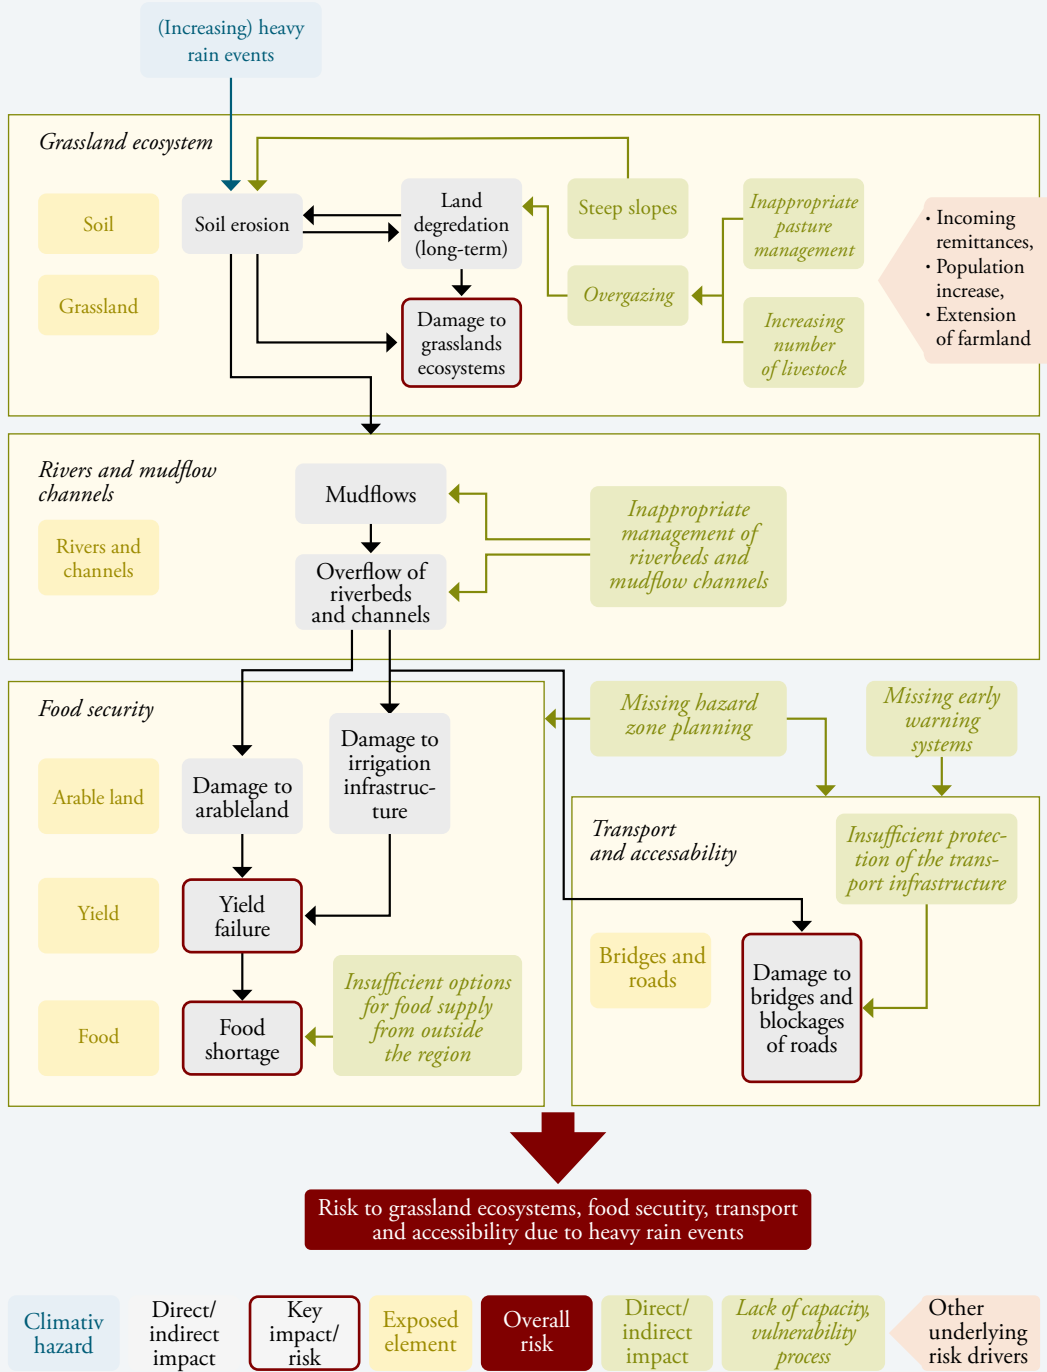 (Increasing) heavy
rain events
Grassland ecosystem
Soil
Soil erosion
Land
degredation
(long-term)
Steep slopes
Inappropriate
pasture
management
· Incoming
remittances,
· Population
increase,
· Extension
of farmland
Grassland
Damage to
grasslands
ecosystems
Overgazing
Increasing
number
of livestock
Rivers and mudflow
channels
Mudflows
Rivers and
channels
Overflow of
riverbeds
and channels
Inappropriate
management of
riverbeds and
mudflow channels
Food security
Missing hazard
zone planning
Missing early
warning
systems
Arable land
Damage to
arableland
Damage to
irrigation
infrastruc-
ture
Transport
and accessability
Insufficient protec-
tion of the trans-
port infrastructure
Yield
Yield
failure
Bridges and
roads
Damage to
bridges and
blockages
of roads
Food
Food
shortage
Insufficient options
for food supply
from outside
the region
Risk to grassland ecosystems, food secutity, transport
and accessibility due to heavy rain events
Climativ
hazard
Direct/
indirect
impact
Key
impact/
risk
Exposed
element
Overall
risk
Direct/
indirect
impact
Lack of capacity,
vulnerability
process
Other
underlying
risk drivers